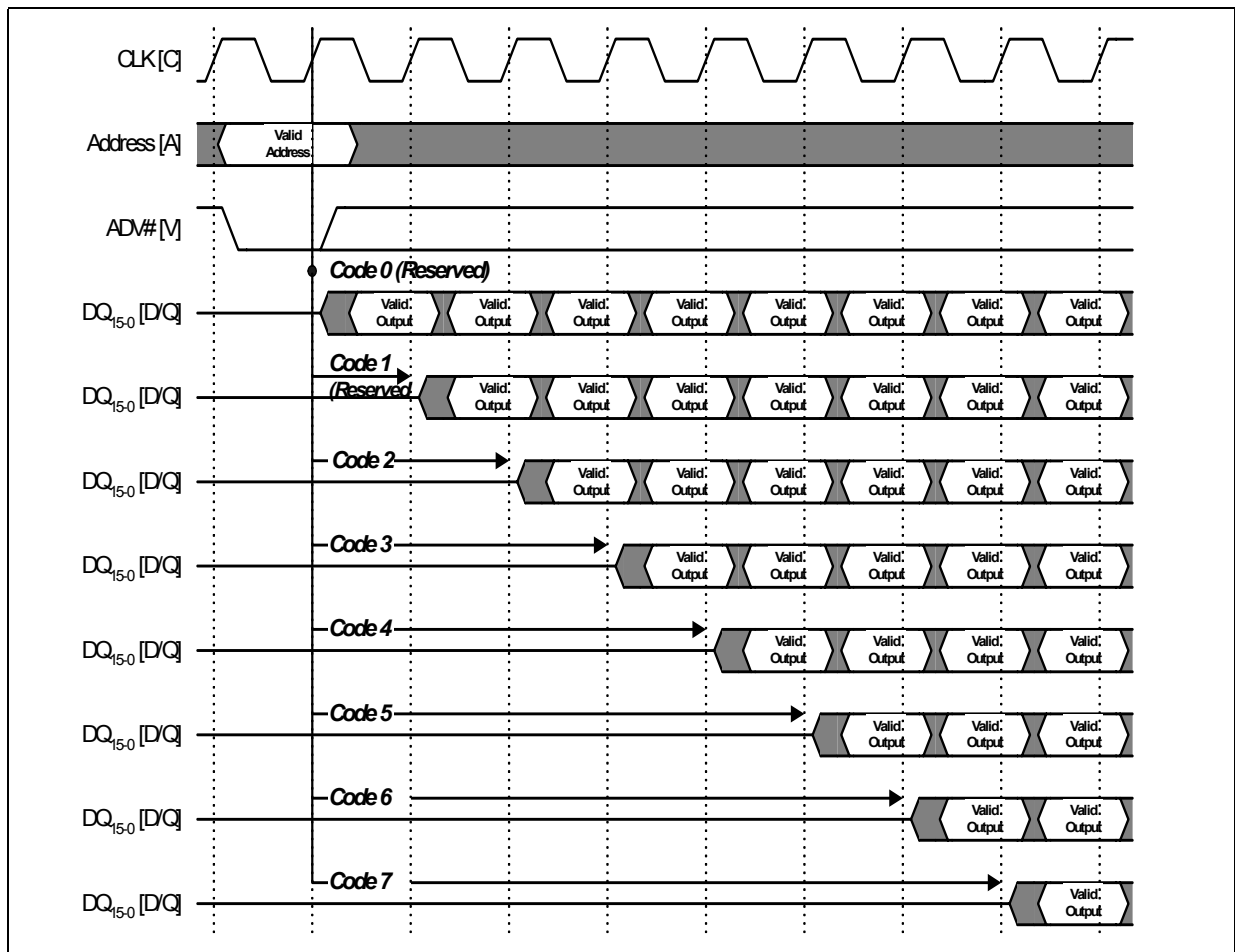 CLK [C]
Address [A]
Valid
Address
ADV# [V]
Code 0 (Reserved)
DQ15-0 [D/Q]
Valid Valid Valid Valid Valid Valid Valid Valid
Output Output Output Output Output Output Output Output
Code 1
(Reserved
DQ15-0 [D/Q]
Valid Valid Valid Valid Valid Valid Valid
Output Output Output Output Output Output Output
Code 2
DQ15-0 [D/Q]
Valid Valid Valid Valid Valid Valid
Output Output Output Output Output Output
Code 3
DQ15-0 [D/Q]
Valid Valid Valid Valid Valid
Output Output Output Output Output
Code 4
DQ15-0 [D/Q]
Valid Valid Valid Valid
Output Output Output Output
Code 5
DQ15-0 [D/Q]
Valid Valid Valid
Output Output Output
Code 6
DQ15-0 [D/Q]
Valid Valid
Output Output
Code 7
DQ15-0 [D/Q]
Valid
Output